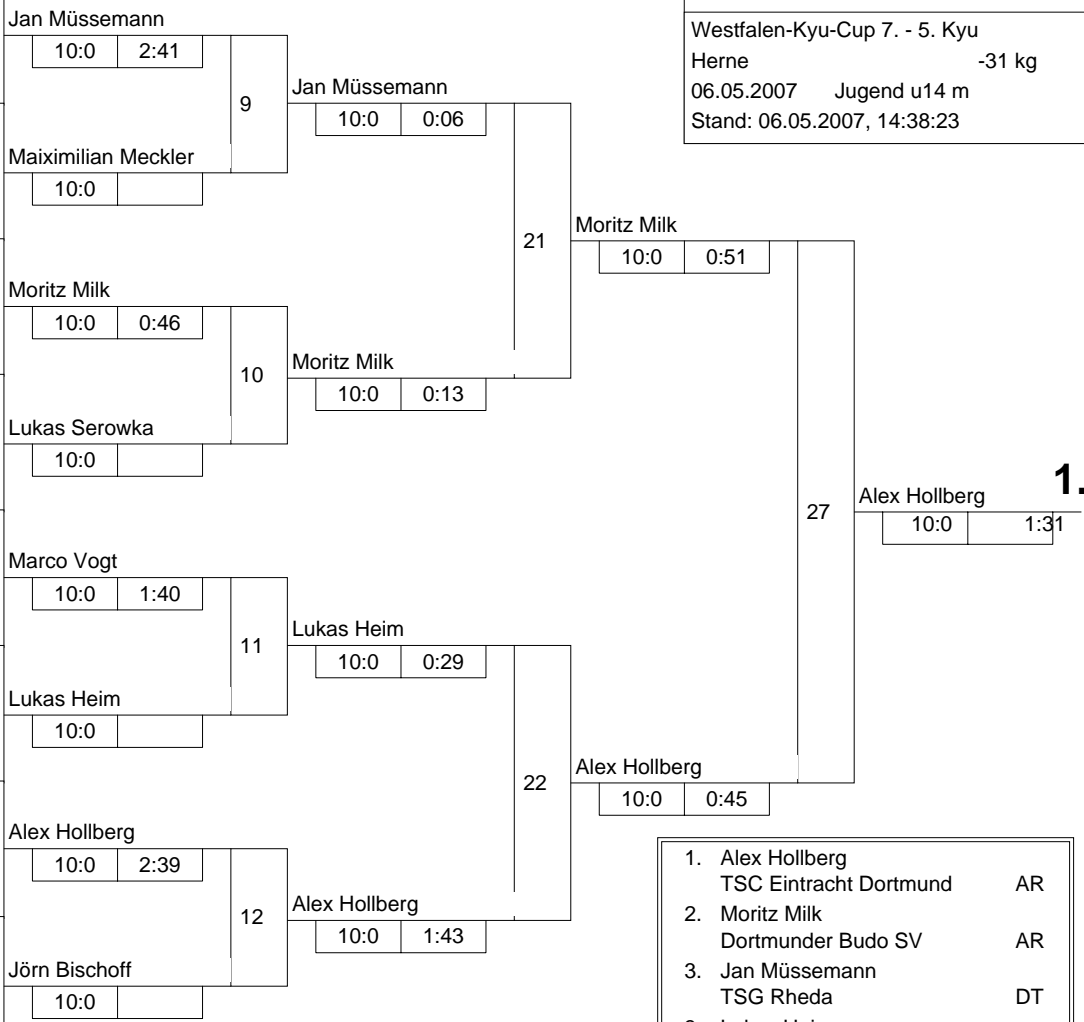 Jan Müssemann
10:0 2:41
9
Maiximilian Meckler
10:0
Moritz Milk
10:0 0:46
10
Lukas Serowka
10:0
Marco Vogt
10:0 1:40
11
Lukas Heim
10:0
Alex Hollberg
10:0 2:39
12
Jörn Bischoff
10:0
Jan Müssemann
10:0 0:06
21
Moritz Milk
10:0 0:13
Lukas Heim
10:0 0:29
22
Alex Hollberg
10:0 1:43
Moritz Milk
10:0 0:51
27
Alex Hollberg
10:0 0:45
Alex Hollberg 1.
10:0 1:31
Westfalen-Kyu-Cup 7. - 5. Kyu
Herne -31 kg
06.05.2007 Jugend u14 m
Stand: 06.05.2007, 14:38:23
1. Alex Hollberg
TSC Eintracht Dortmund AR
2. Moritz Milk
Dortmunder Budo SV AR
3. Jan Müssemann
TSG Rheda DT